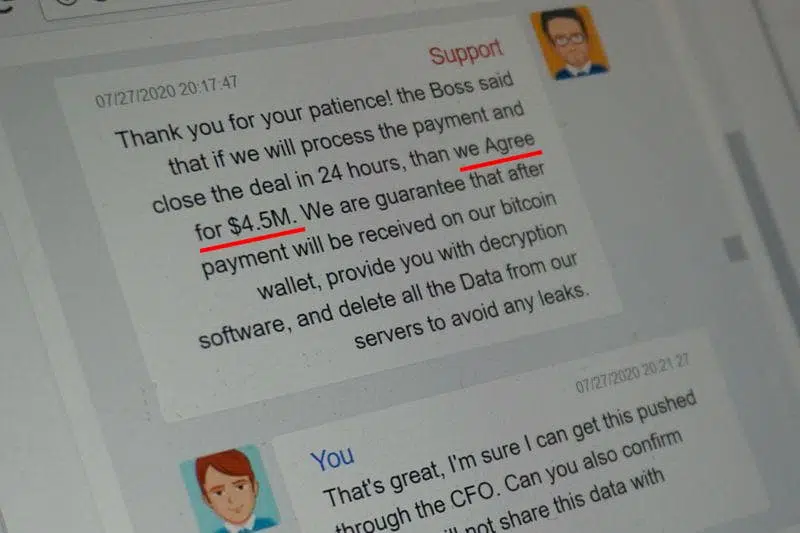 Support
07/27/2020 20:17:47
Thank you for your patience! the Boss said
that if we will process the payment and
close the deal in 24 hours, than we Agree
for $4.5M. We are guarantee that after
payment will be received on our bitcoin
wallet, provide you with decryption
software, and delete all the Data from our
servers to avoid any leaks.
07/27/2020 20:21:27
You
That's great, I'm sure I can get this pushed
through the CFO. Can you also confirm
not share this data with